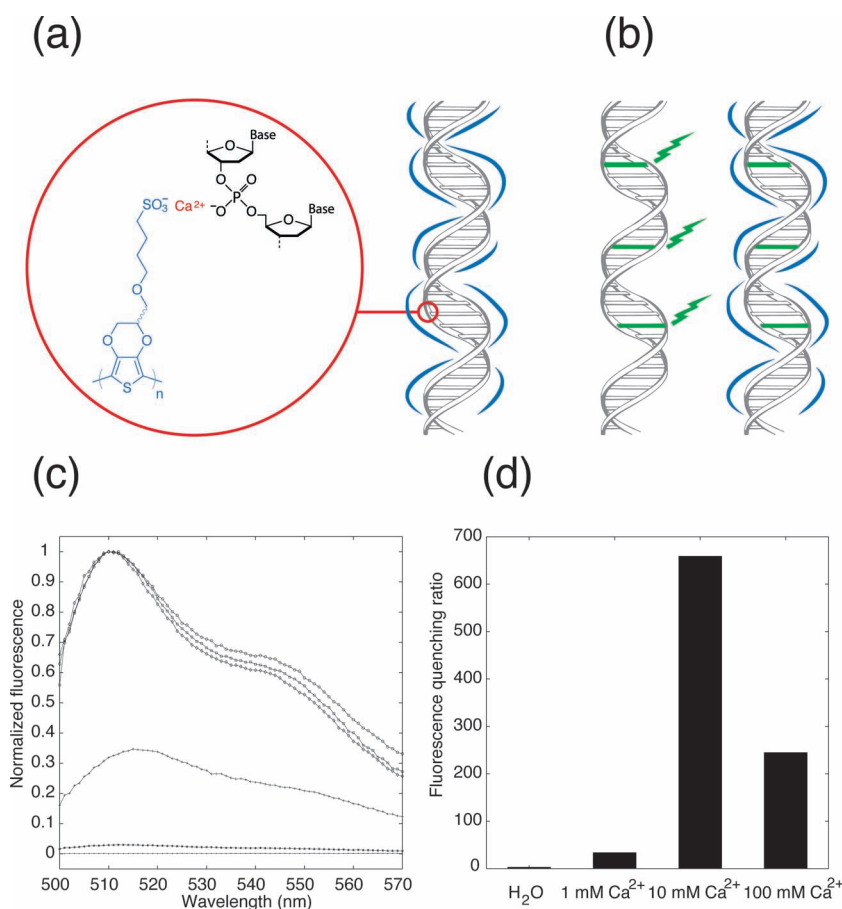 (a)
(b)
Base
O
O
O
P
-O
O
O
Base
SO₃⁻ Ca²⁺
O
O
O
S
n
(c)
(d)
Normalized fluorescence
1
0.9
0.8
0.7
0.6
0.5
0.4
0.3
0.2
0.1
0
500 510 520 530 540 550 560 570
Wavelength (nm)
Fluorescence quenching ratio
700
600
500
400
300
200
100
0
H₂O 1 mM Ca²⁺ 10 mM Ca²⁺ 100 mM Ca²⁺